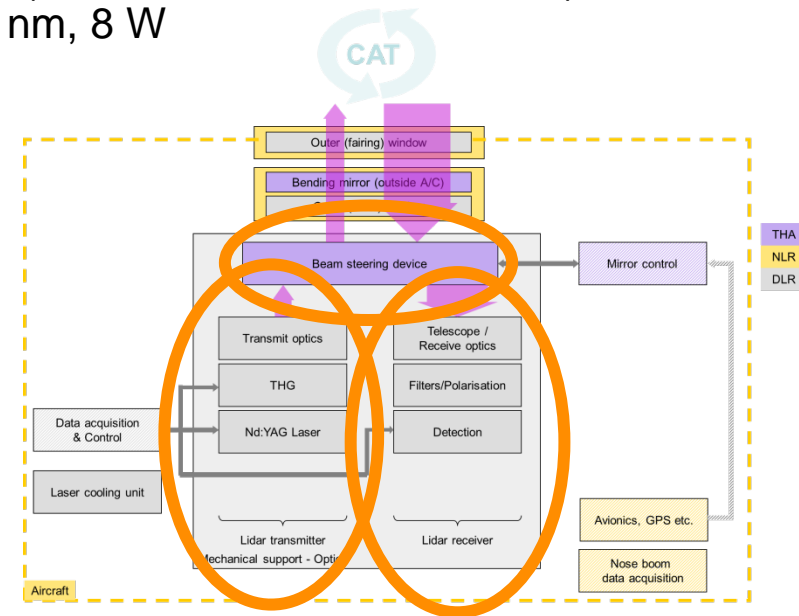 nm, 8 W
CAT
Outer (fairing) window
Bending mirror (outside A/C)
THA
NLR
DLR
Beam steering device
Mirror control
Transmit optics
Telescope /
Receive optics
THG
Filters/Polarisation
Data acquisition
& Control
Nd:YAG Laser
Detection
Laser cooling unit
Avionics, GPS etc.
Lidar transmitter
Lidar receiver
Mechanical support - Opti
Nose boom
data acquisition
Aircraft